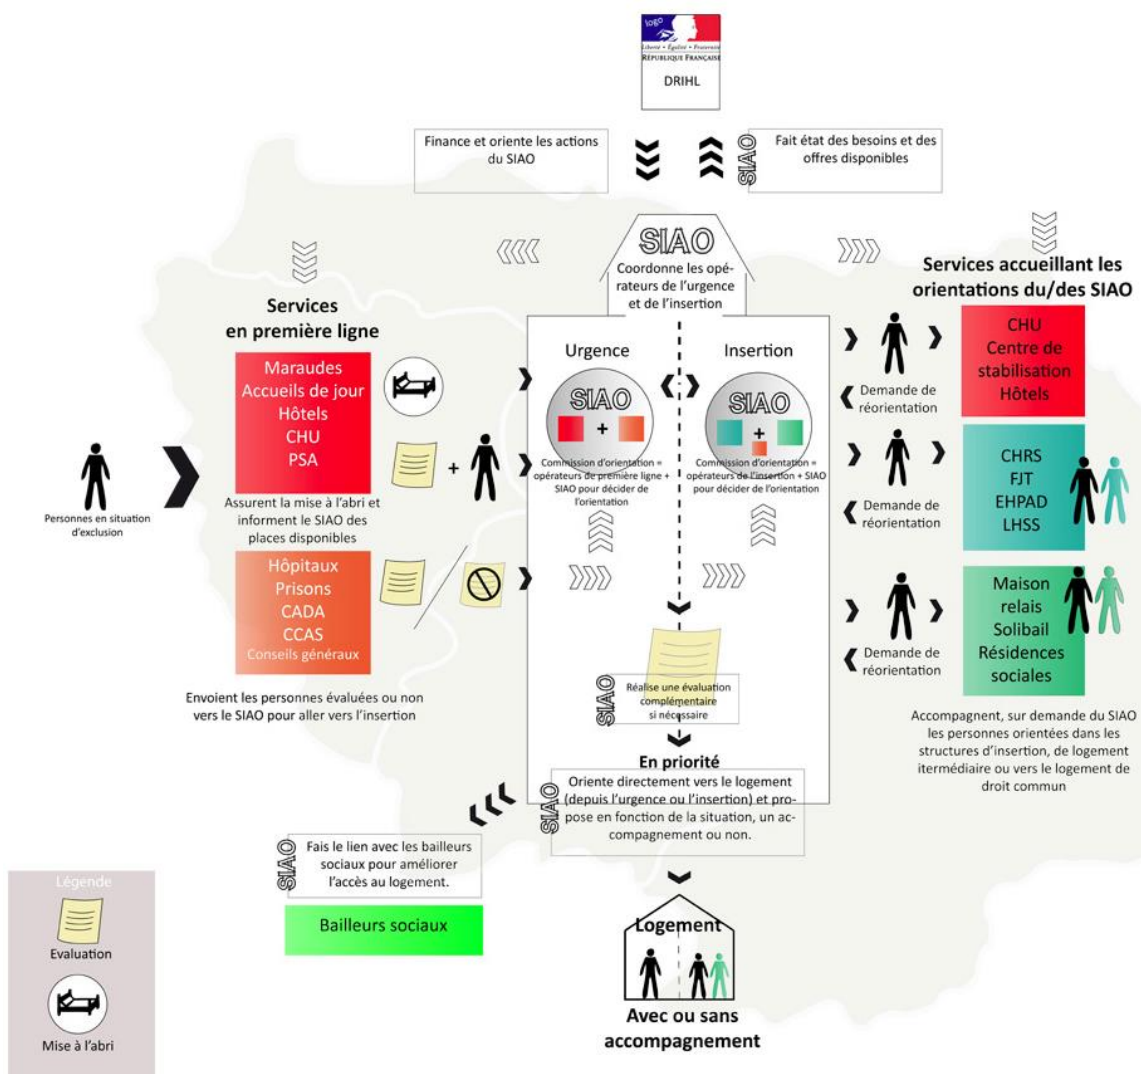 logo
Liberté • Égalité • Fraternité
RÉPUBLIQUE FRANÇAISE
DRIHL
Finance et oriente les actions
du SIAO
SIAO
Fait état des besoins et des
offres disponibles
SIAO
Coordonne les opé-
rateurs de l'urgence
et de l'insertion
Services
en première ligne
Maraudes
Accueils de jour
Hôtels
CHU
PSA
+
Assurent la mise à l'abri et
informent le SIAO des
places disponibles
Personnes en situation
d'exclusion
Hôpitaux
Prisons
CADA
CCAS
Conseils généraux
Envoient les personnes évaluées ou non
vers le SIAO pour aller vers l'insertion
Urgence
SIAO
+
Commission d'orientation =
opérateurs de première ligne +
SIAO pour décider de
l'orientation
Insertion
SIAO
+
Commission d'orientation =
opérateurs de l'insertion + SIAO
pour décider de l'orientation
SIAO
Réalise une évaluation
complémentaire
si nécessaire
En priorité
SIAO
Oriente directement vers le logement
(depuis l'urgence ou l'insertion) et pro-
pose en fonction de la situation, un ac-
compagnement ou non.
SIAO
Fais le lien avec les bailleurs
sociaux pour améliorer
l'accès au logement.
Bailleurs sociaux
Logement
Avec ou sans
accompagnement
Services accueillant les
orientations du/des SIAO
Demande de
réorientation
CHU
Centre de
stabilisation
Hôtels
Demande de
réorientation
CHRS
FJT
EHPAD
LHSS
Demande de
réorientation
Maison
relais
Solibail
Résidences
sociales
Accompagnent, sur demande du SIAO
les personnes orientées dans les
structures d'insertion, de logement
itermédiaire ou vers le logement de
droit commun
Légende
Evaluation
Mise à l'abri